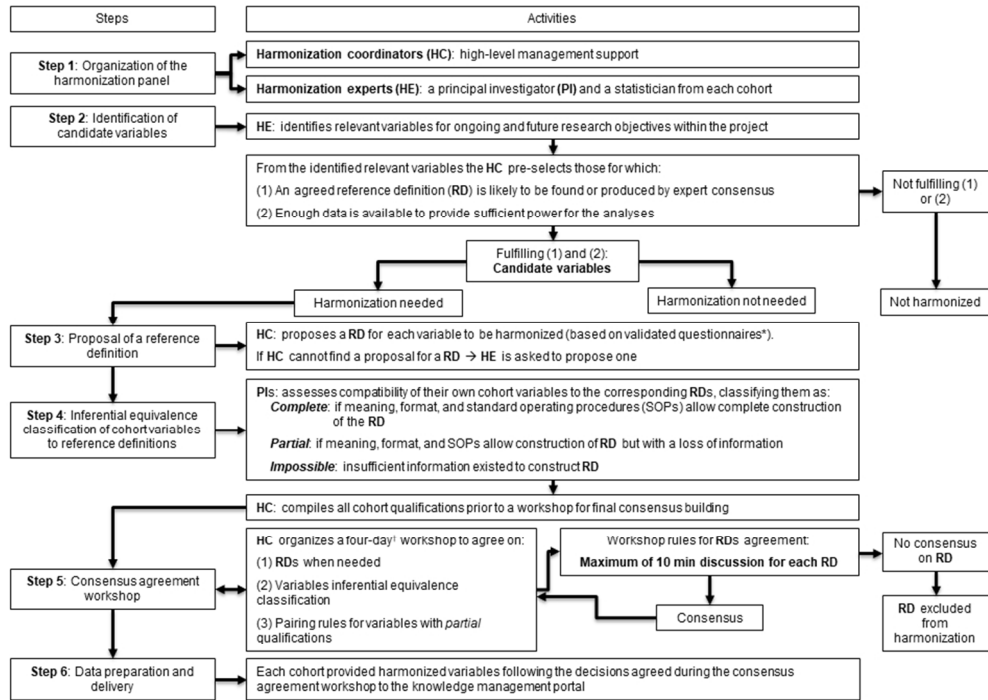 Steps
Activities
Step 1: Organization of the
harmonization panel
Harmonization coordinators (HC): high-level management support
Harmonization experts (HE): a principal investigator (PI) and a statistician from each cohort
Step 2: Identification of
candidate variables
HE: identifies relevant variables for ongoing and future research objectives within the project
From the identified relevant variables the HC pre-selects those for which:
(1) An agreed reference definition (RD) is likely to be found or produced by expert consensus
(2) Enough data is available to provide sufficient power for the analyses
Not fulfilling (1)
or (2)
Fulfilling (1) and (2):
Candidate variables
Harmonization needed
Harmonization not needed
Not harmonized
Step 3: Proposal of a reference
definition
HC: proposes a RD for each variable to be harmonized (based on validated questionnaires*).
If HC cannot find a proposal for a RD → HE is asked to propose one
Step 4: Inferential equivalence
classification of cohort variables
to reference definitions
PIs: assesses compatibility of their own cohort variables to the corresponding RDs, classifying them as:
Complete: if meaning, format, and standard operating procedures (SOPs) allow complete construction
of the RD
Partial: if meaning, format, and SOPs allow construction of RD but with a loss of information
Impossible: insufficient information existed to construct RD
HC: compiles all cohort qualifications prior to a workshop for final consensus building
Step 5: Consensus agreement
workshop
HC organizes a four-day† workshop to agree on:
(1) RDs when needed
(2) Variables inferential equivalence
classification
(3) Pairing rules for variables with partial
qualifications
Workshop rules for RDs agreement:
Maximum of 10 min discussion for each RD
Consensus
No consensus
on RD
RD excluded
from
harmonization
Step 6: Data preparation and
delivery
Each cohort provided harmonized variables following the decisions agreed during the consensus
agreement workshop to the knowledge management portal